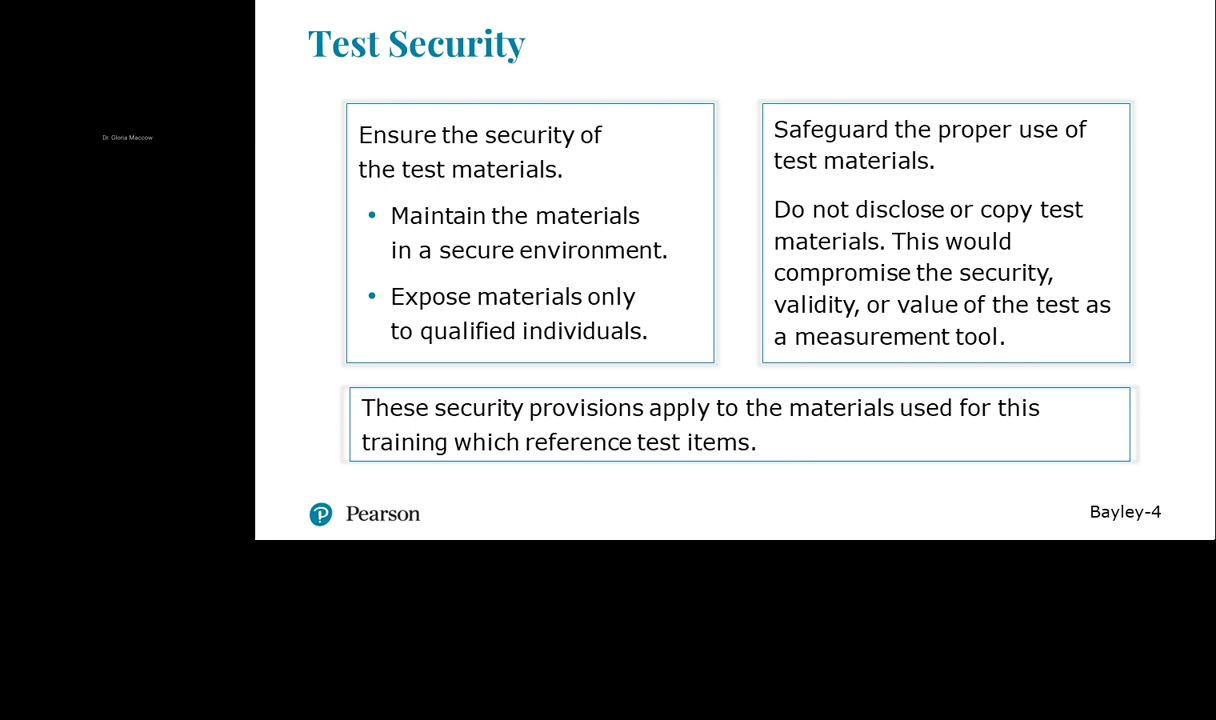 Test Security
Dr. Gloria Maccow
Ensure the security of
the test materials.
• Maintain the materials
in a secure environment.
• Expose materials only
to qualified individuals.
Safeguard the proper use of
test materials.
Do not disclose or copy test
materials. This would
compromise the security,
validity, or value of the test as
a measurement tool.
These security provisions apply to the materials used for this
training which reference test items.
Pearson
Bayley-4